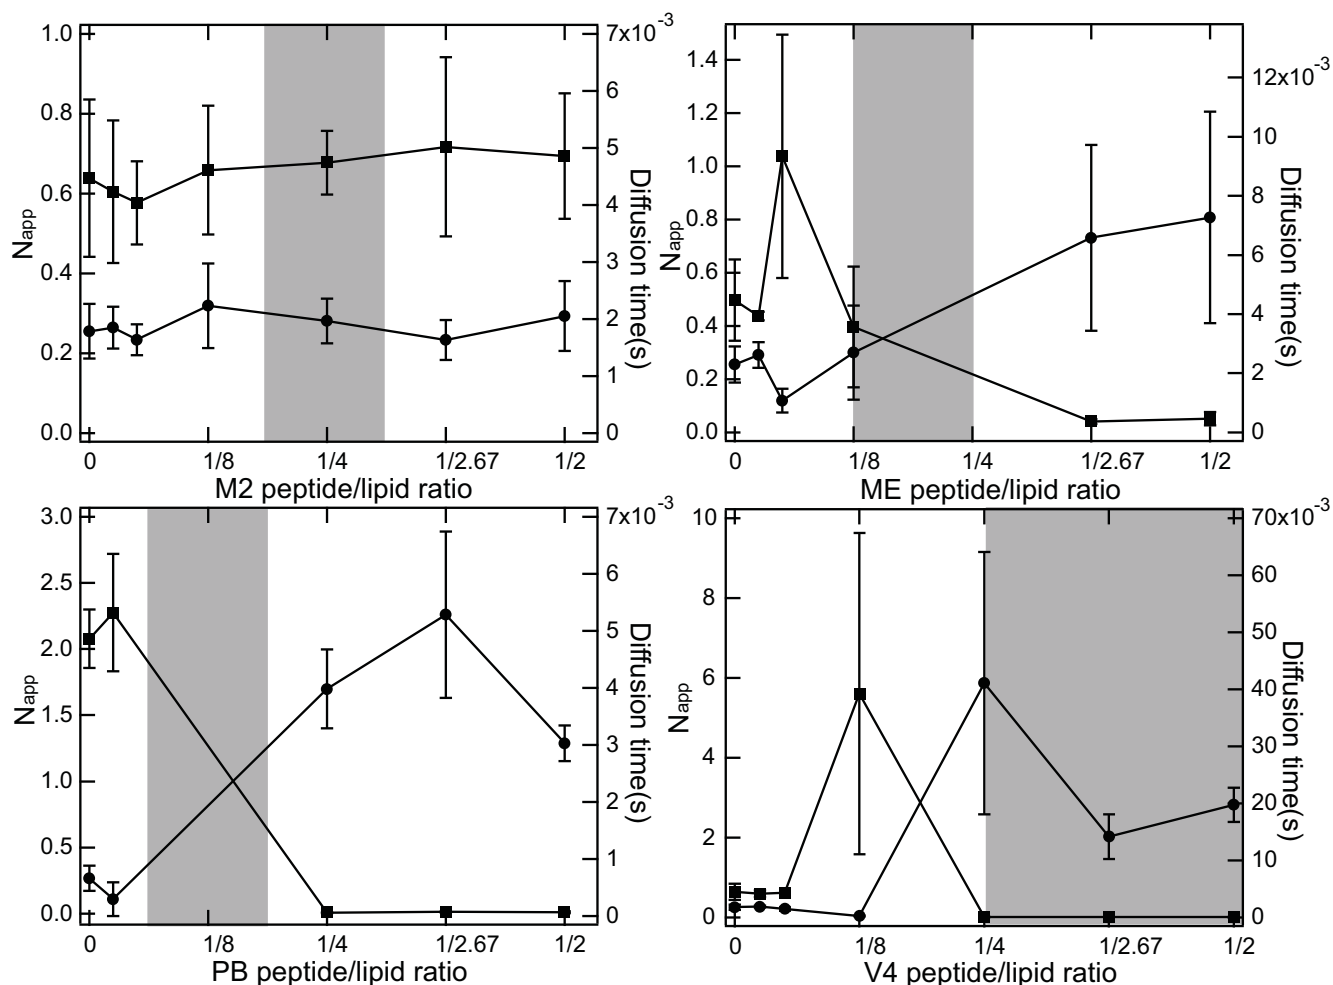 1.0
0.8
0.6
0.4
0.2
0.0
Napp
7x10-3
6
5
4
3
2
1
0
Diffusion time(s)
0 1/8 1/4 1/2.67 1/2
M2 peptide/lipid ratio
1.4
1.2
1.0
0.8
0.6
0.4
0.2
0.0
Napp
12x10-3
10
8
6
4
2
0
Diffusion time(s)
0 1/8 1/4 1/2.67 1/2
ME peptide/lipid ratio
3.0
2.5
2.0
1.5
1.0
0.5
0.0
Napp
7x10-3
6
5
4
3
2
1
0
Diffusion time(s)
0 1/8 1/4 1/2.67 1/2
PB peptide/lipid ratio
10
8
6
4
2
0
Napp
70x10-3
60
50
40
30
20
10
0
Diffusion time(s)
0 1/8 1/4 1/2.67 1/2
V4 peptide/lipid ratio